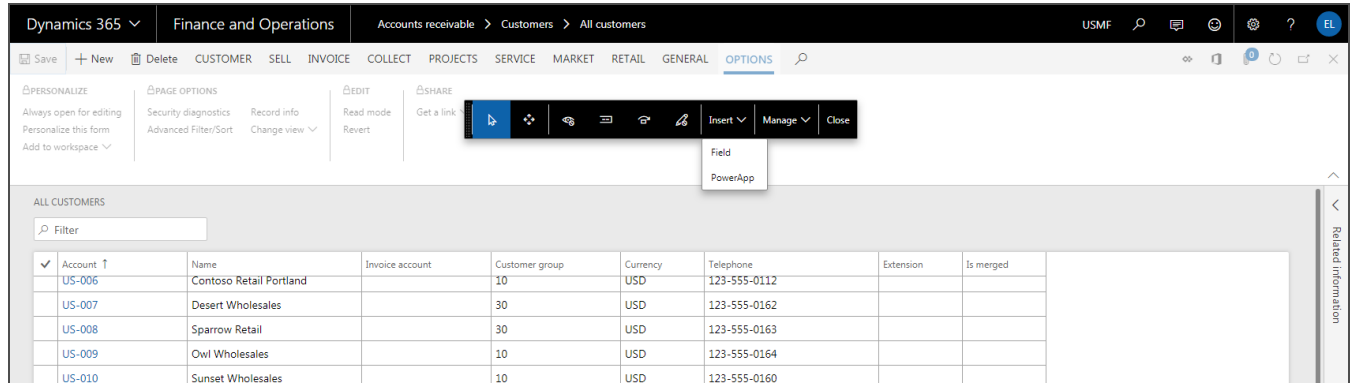 Dynamics 365 Finance and Operations Accounts receivable > Customers > All customers USMF ? EL
Save + New Delete CUSTOMER SELL INVOICE COLLECT PROJECTS SERVICE MARKET RETAIL GENERAL OPTIONS 0
PERSONALIZE PAGE OPTIONS EDIT SHARE
Always open for editing Security diagnostics Record info Read mode Get a link
Personalize this form Advanced Filter/Sort Change view Revert
Add to workspace
Insert Manage Close
Field
PowerApp
ALL CUSTOMERS
Filter
Related information
Account ↑ Name Invoice account Customer group Currency Telephone Extension Is merged
US-006 Contoso Retail Portland 10 USD 123-555-0112
US-007 Desert Wholesales 30 USD 123-555-0162
US-008 Sparrow Retail 30 USD 123-555-0163
US-009 Owl Wholesales 10 USD 123-555-0164
US-010 Sunset Wholesales 10 USD 123-555-0160